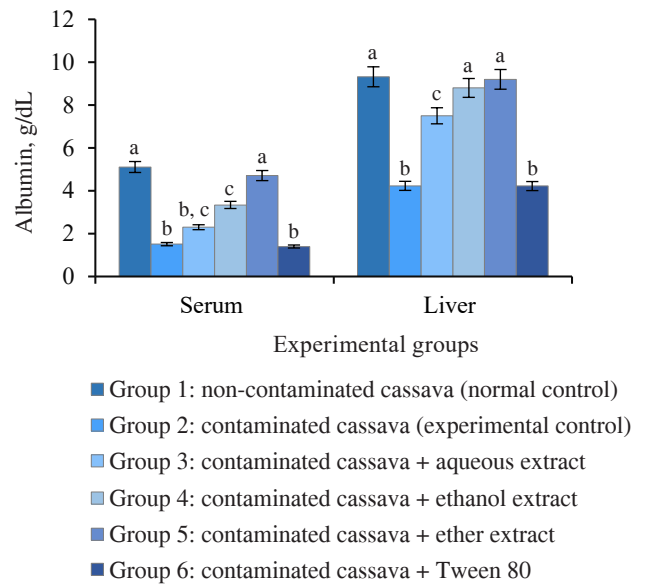 12
10
8
6
4
2
0
Albumin, g/dL
a
b
b, c
c
a
b
a
b
c
a
a
b
Serum
Liver
Experimental groups
Group 1: non-contaminated cassava (normal control)
Group 2: contaminated cassava (experimental control)
Group 3: contaminated cassava + aqueous extract
Group 4: contaminated cassava + ethanol extract
Group 5: contaminated cassava + ether extract
Group 6: contaminated cassava + Tween 80